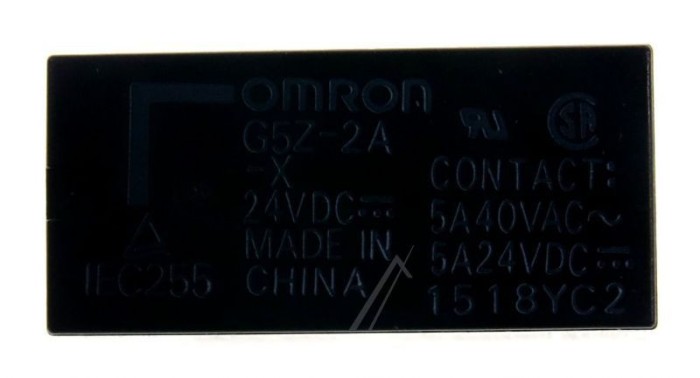 OMRON
G5Z-2A
-X
24VDC⎓
MADE IN
CHINA
IEC255
CONTACT:
5A40VAC~
5A24VDC⎓
1518YC2